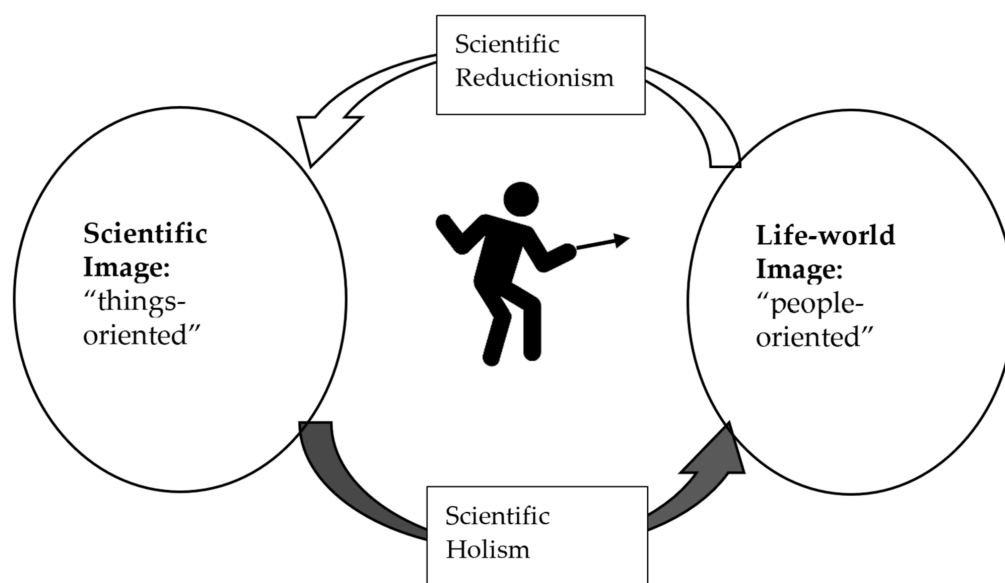 Scientific
Reductionism
Scientific
Image:
“things-
oriented”
Life-world
Image:
“people-
oriented”
Scientific
Holism